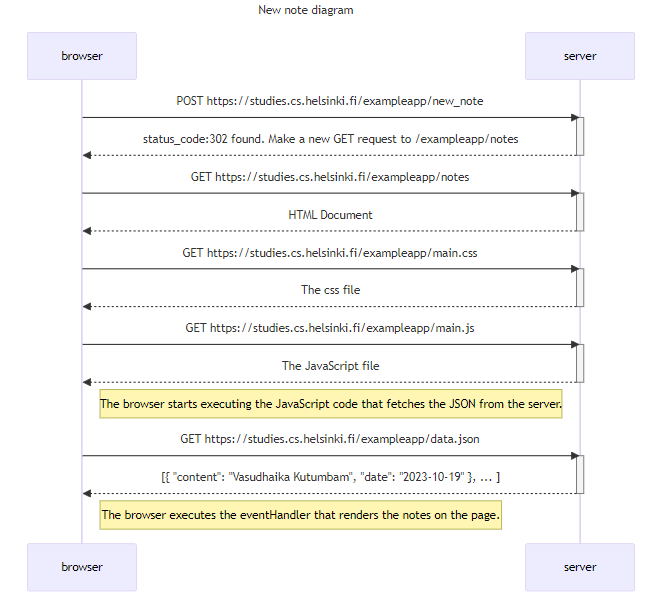 New note diagram
browser
server
POST https://studies.cs.helsinki.fi/exampleapp/new_note
status_code:302 found. Make a new GET request to /exampleapp/notes
GET https://studies.cs.helsinki.fi/exampleapp/notes
HTML Document
GET https://studies.cs.helsinki.fi/exampleapp/main.css
The css file
GET https://studies.cs.helsinki.fi/exampleapp/main.js
The JavaScript file
The browser starts executing the JavaScript code that fetches the JSON from the server.
GET https://studies.cs.helsinki.fi/exampleapp/data.json
[{ "content": "Vasudhaika Kutumbam", "date": "2023-10-19" }, ... ]
The browser executes the eventHandler that renders the notes on the page.
browser
server